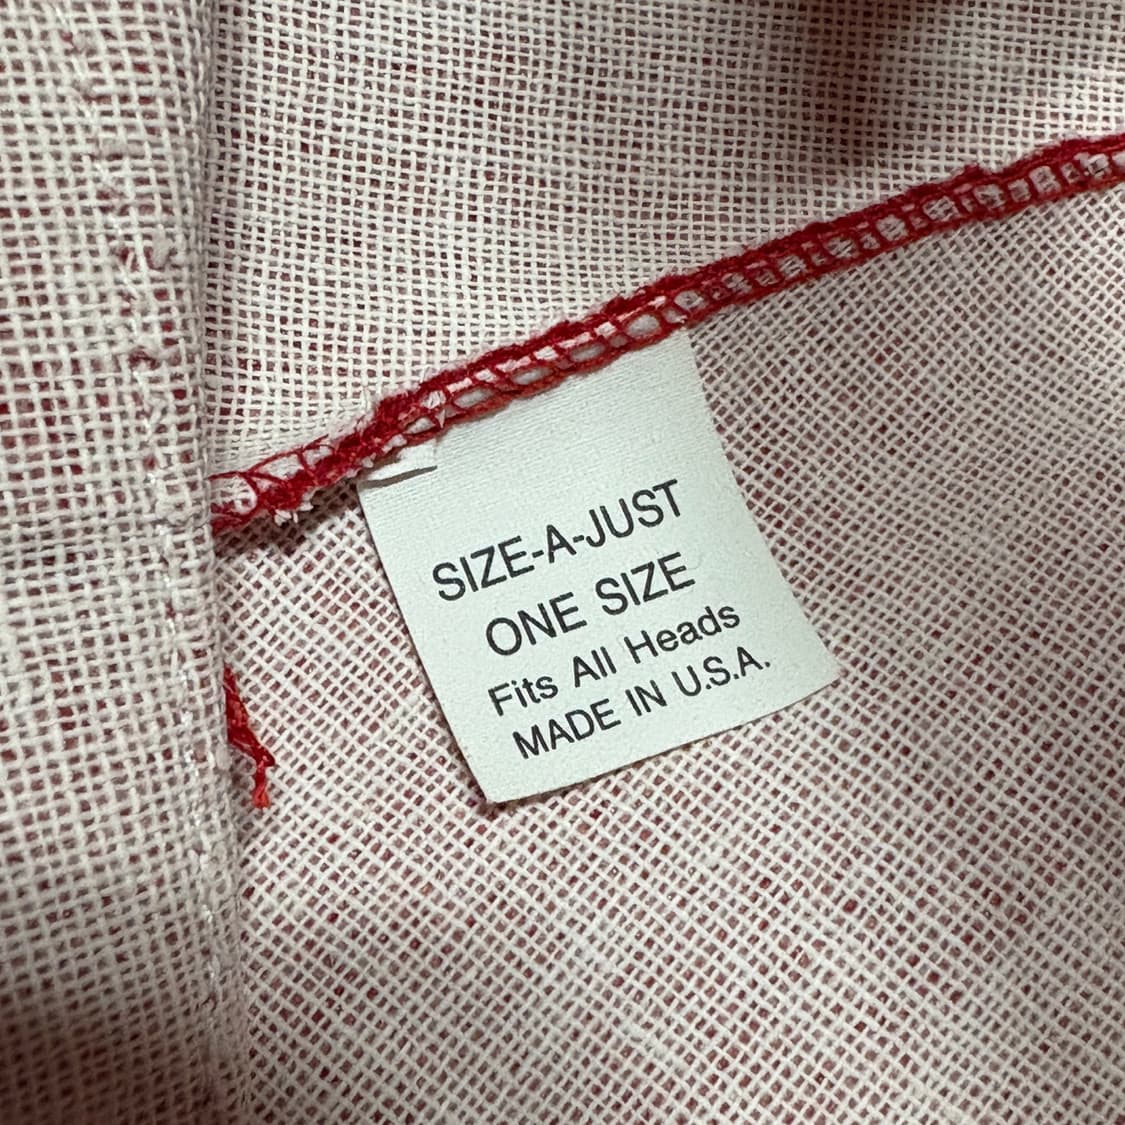 SIZE-A-JUST
ONE SIZE
Fits All Heads
MADE IN U.S.A.